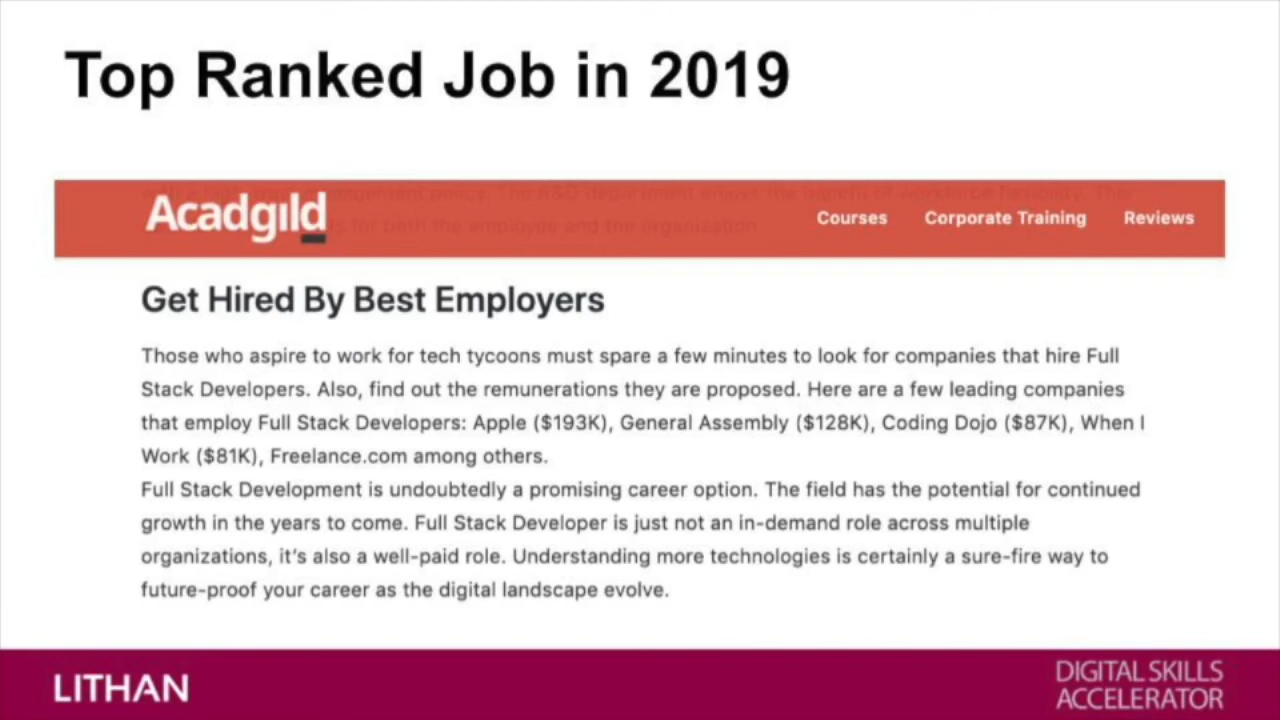 Top Ranked Job in 2019
Acadgild
Courses Corporate Training Reviews
Get Hired By Best Employers
Those who aspire to work for tech tycoons must spare a few minutes to look for companies that hire Full
Stack Developers. Also, find out the remunerations they are proposed. Here are a few leading companies
that employ Full Stack Developers: Apple ($193K), General Assembly ($128K), Coding Dojo ($87K), When I
Work ($81K), Freelance.com among others.
Full Stack Development is undoubtedly a promising career option. The field has the potential for continued
growth in the years to come. Full Stack Developer is just not an in-demand role across multiple
organizations, it's also a well-paid role. Understanding more technologies is certainly a sure-fire way to
future-proof your career as the digital landscape evolve.
LITHAN
DIGITAL SKILLS
ACCELERATOR